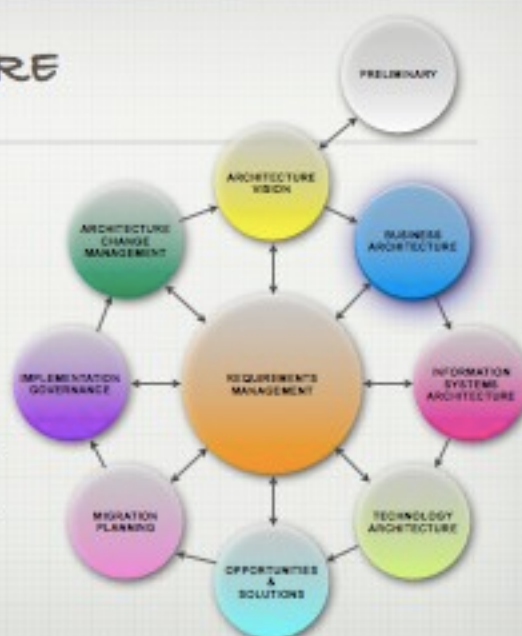 RE
PRELIMINARY
ARCHITECTURE
VISION
ARCHITECTURE
CHANGE
MANAGEMENT
BUSINESS
ARCHITECTURE
IMPLEMENTATION
GOVERNANCE
REQUIREMENTS
MANAGEMENT
INFORMATION
SYSTEMS
ARCHITECTURE
MIGRATION
PLANNING
TECHNOLOGY
ARCHITECTURE
OPPORTUNITIES
&
SOLUTIONS